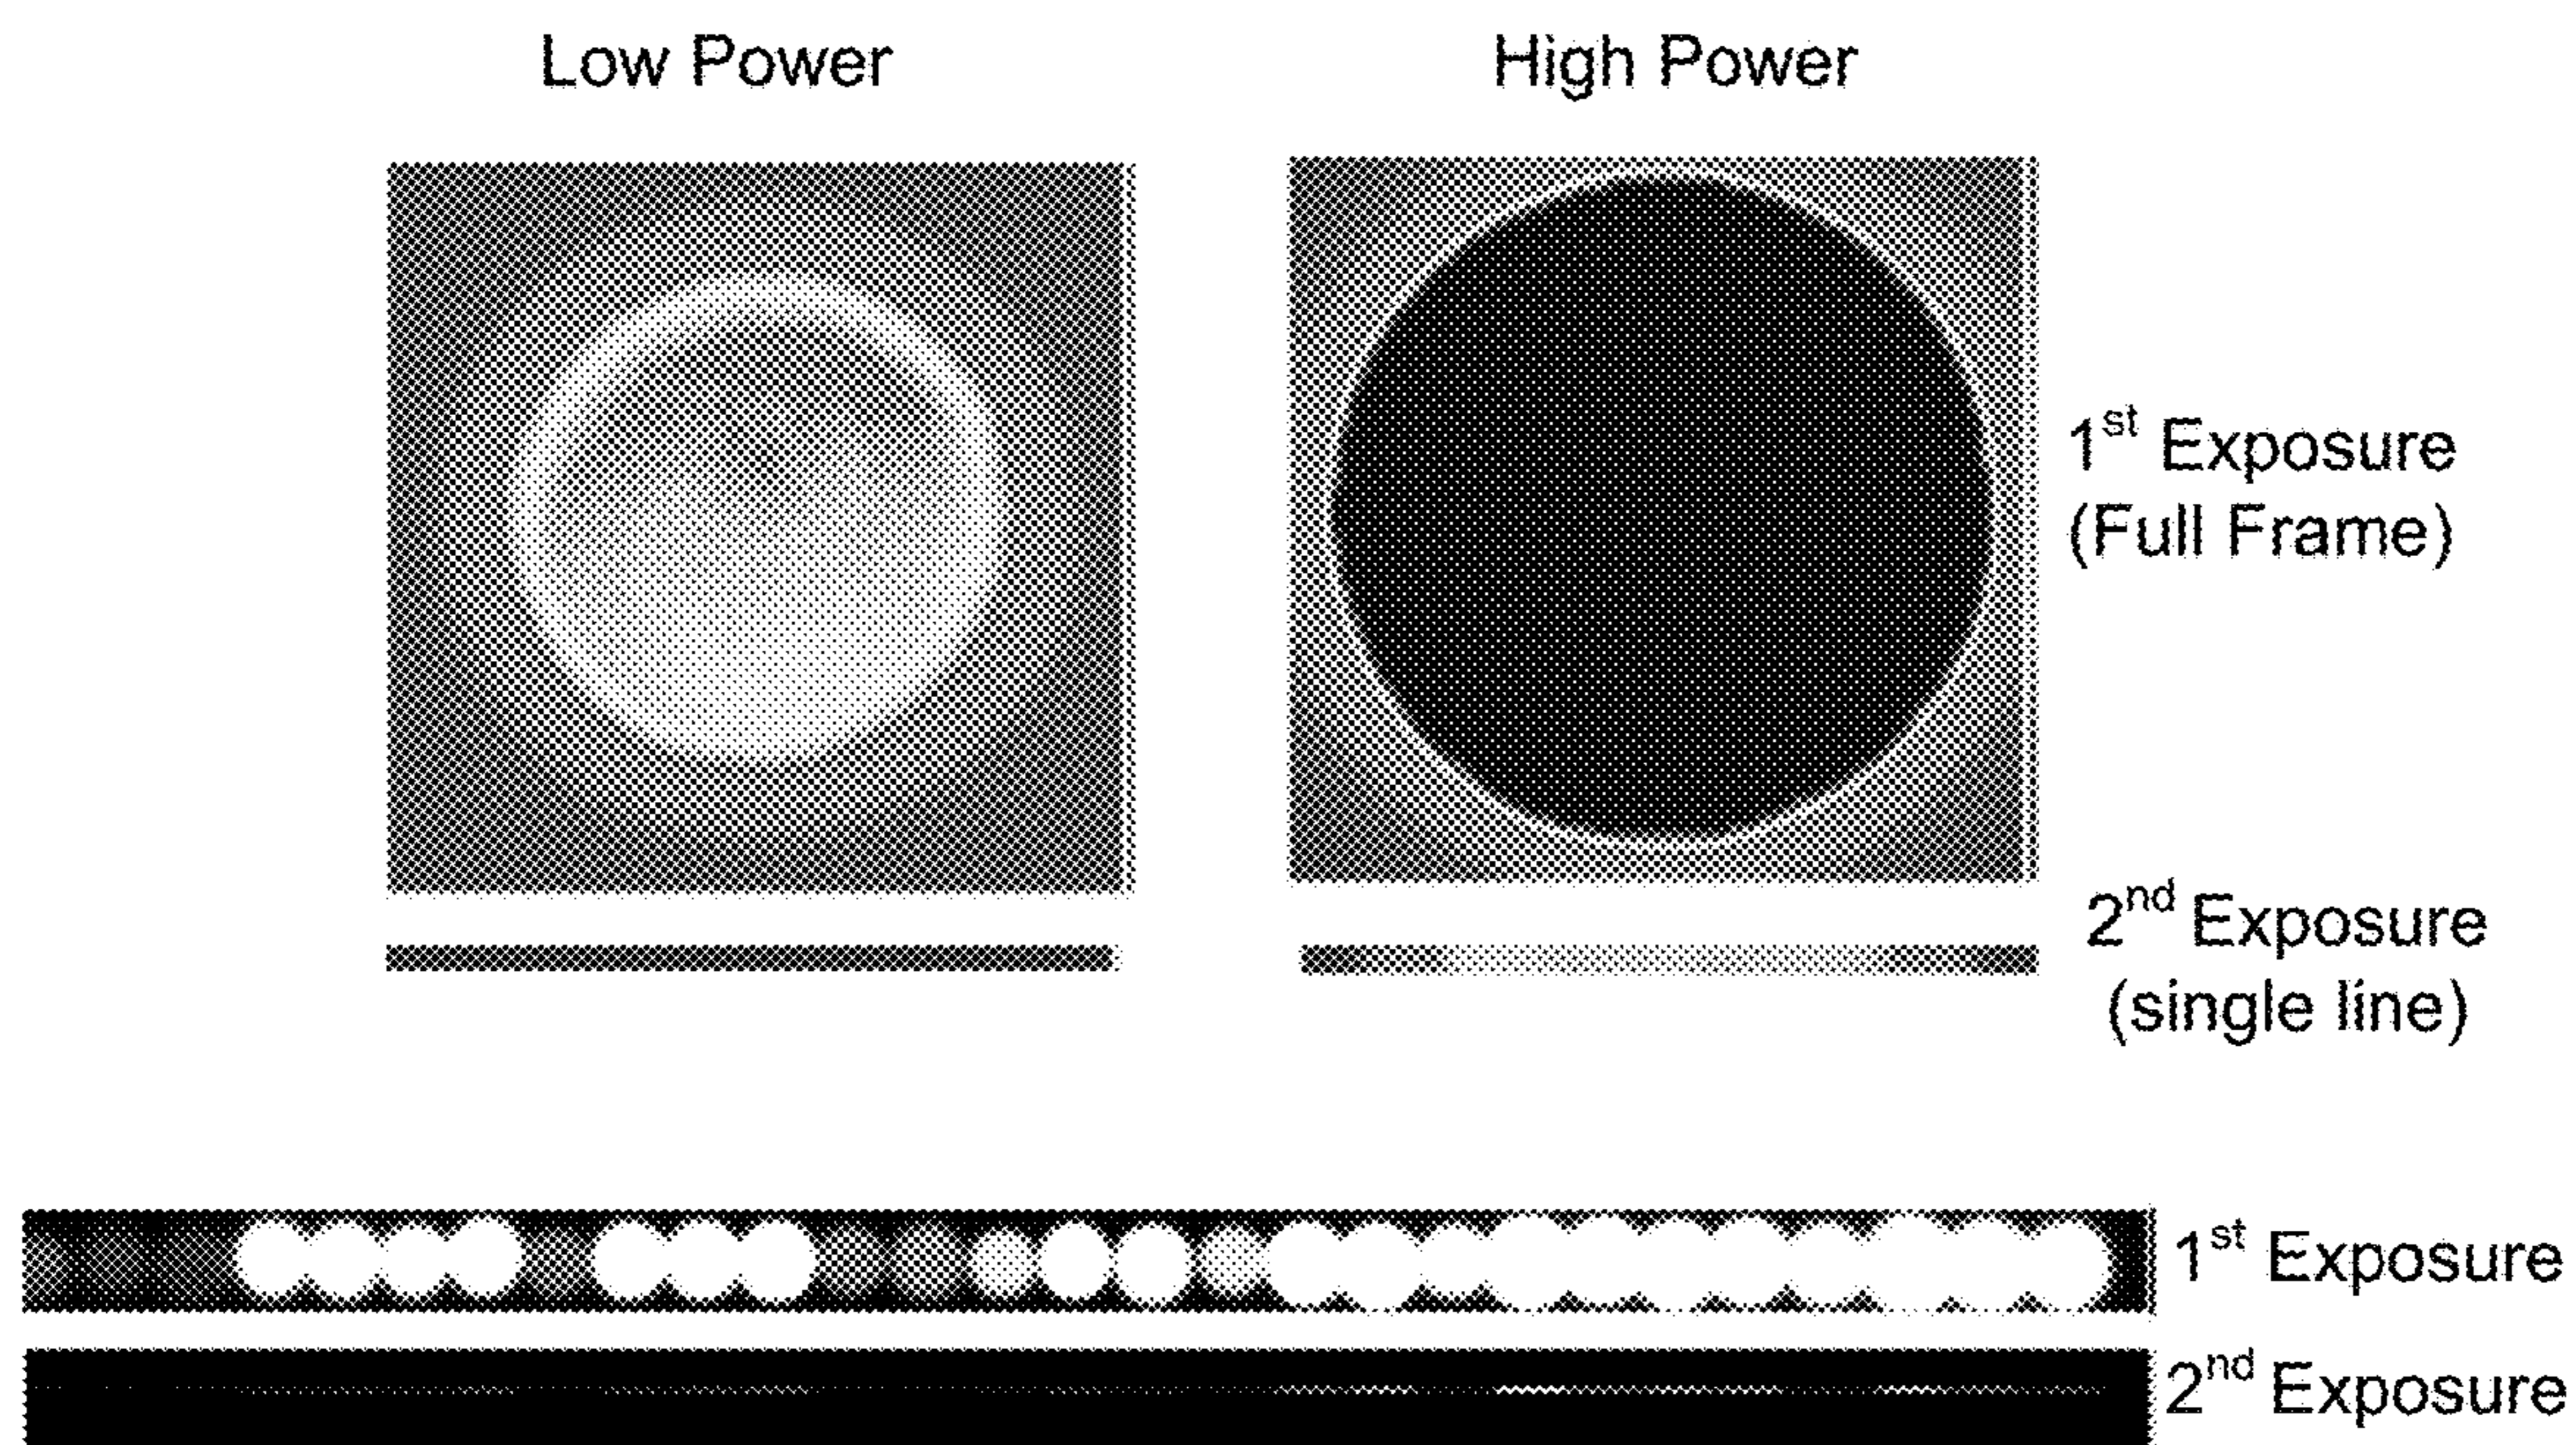 Low Power
High Power
1st Exposure
(Full Frame)
2nd Exposure
(single line)
1st Exposure
2nd Exposure